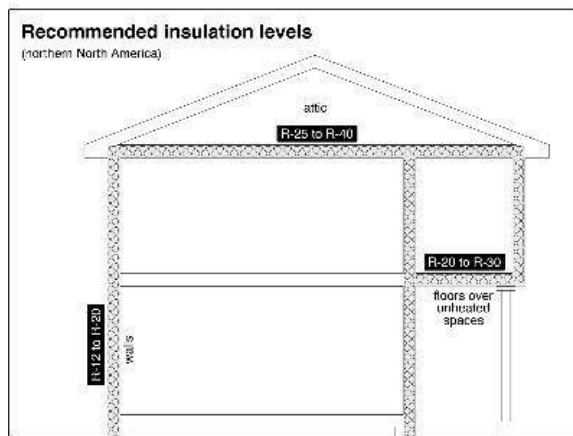 Recommended insulation levels
(northern North America)
attic
R-25 to R-40
R-20 to R-30
floors over
unheated
spaces
R-12 to R-20
walls